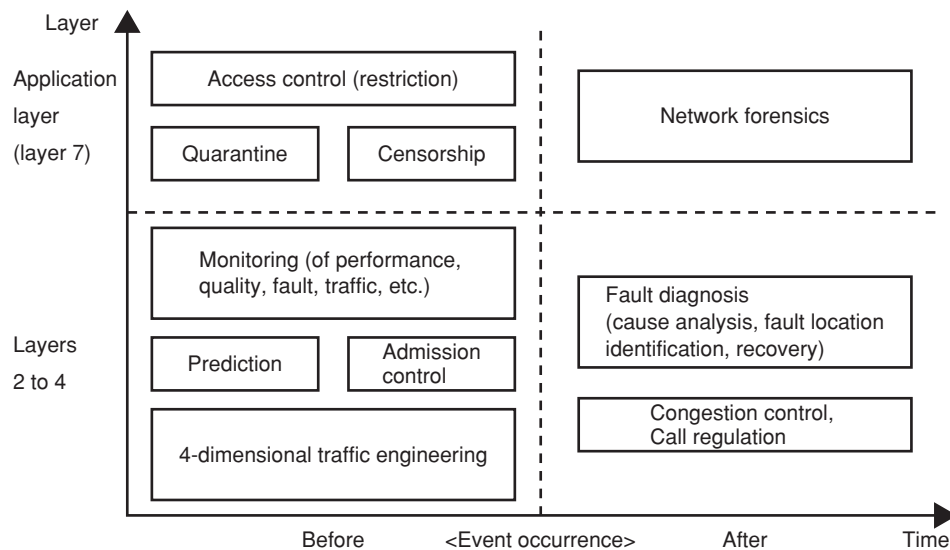 Layer
Application
layer
(layer 7)
Access control (restriction)
Quarantine
Censorship
Network forensics
Layers
2 to 4
Monitoring (of performance,
quality, fault, traffic, etc.)
Prediction
Admission
control
4-dimensional traffic engineering
Fault diagnosis
(cause analysis, fault location
identification, recovery)
Congestion control,
Call regulation
Before
<Event occurrence>
After
Time